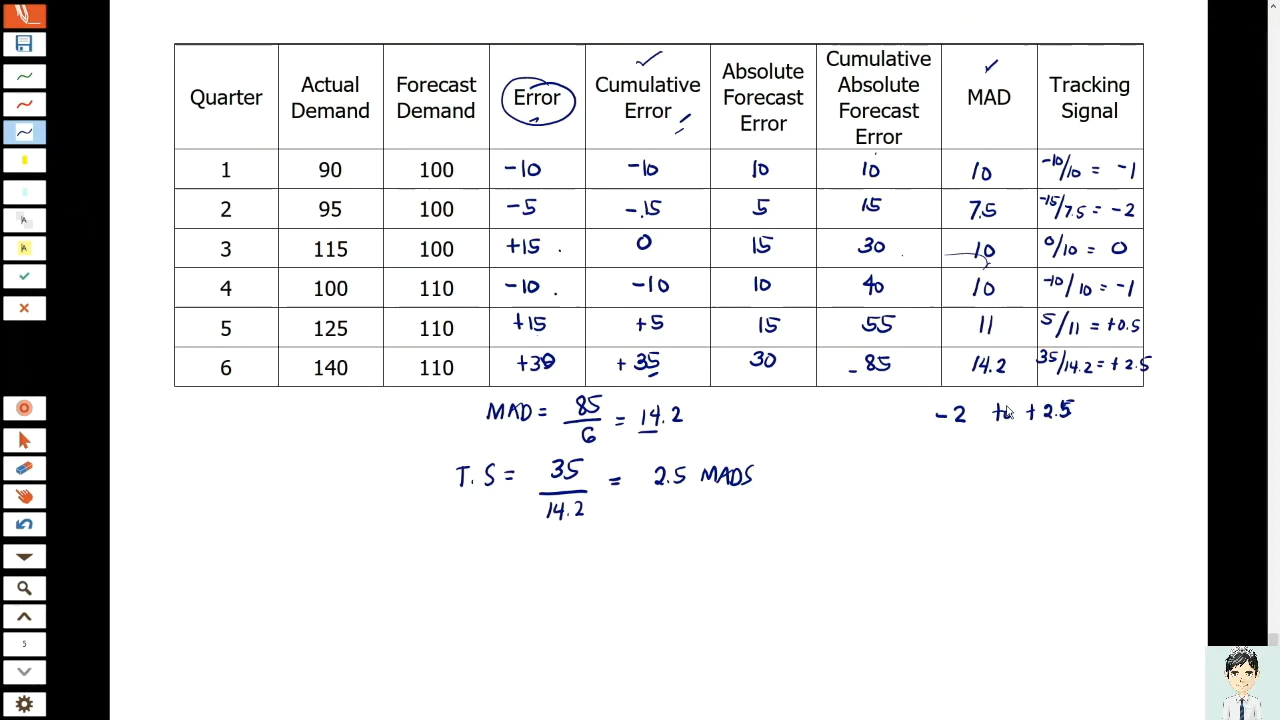 Quarter Actual Demand Forecast Demand Error Cumulative Error Absolute Forecast Error Cumulative Absolute Forecast Error MAD Tracking Signal
1 90 100 -10 -10 10 10 10 -10/10 = -1
2 95 100 -5 -15 5 15 7.5 -15/7.5 = -2
3 115 100 +15 0 15 30 10 0/10 = 0
4 100 110 -10 -10 10 40 10 -10/10 = -1
5 125 110 +15 +5 15 55 11 5/11 = +0.5
6 140 110 +30 +35 30 85 14.2 35/14.2 = +2.5
MAD = 85/6 = 14.2
-2 to +2.5
T.S = 35/14.2 = 2.5 MADS
5